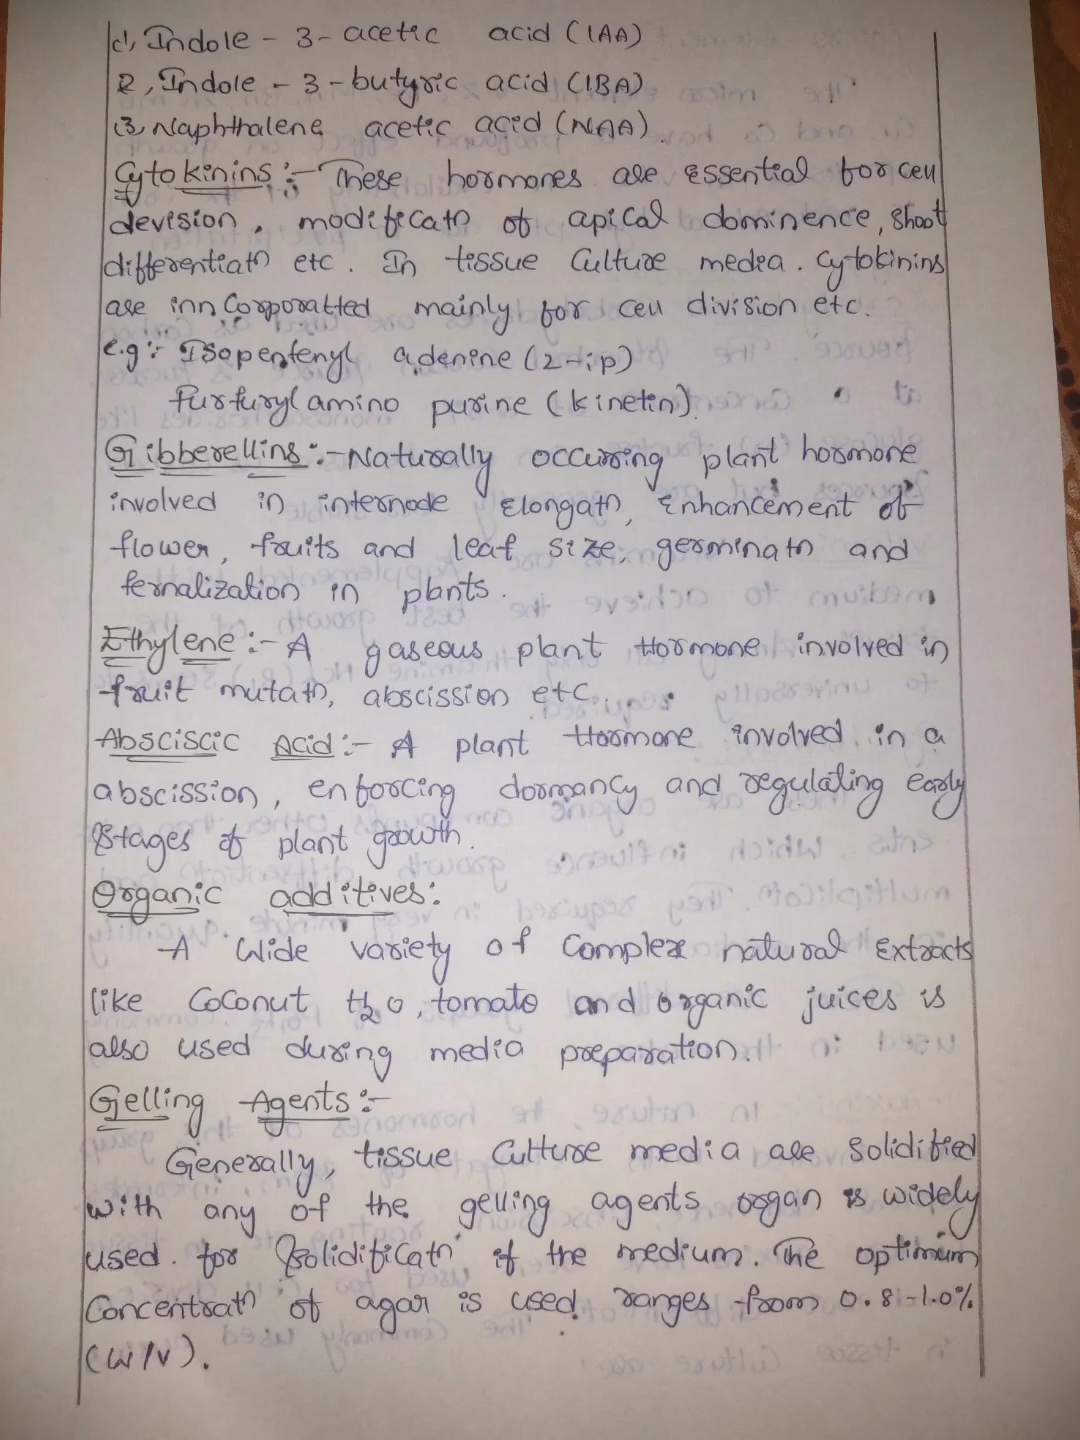 1, Indole - 3 - acetic acid (IAA)
2, Indole - 3 - butyric acid (IBA)
3, Naphthalene acetic acid (NAA)
Cytokinins :- These hormones are Essential for cell
devision, modificatn of apical dominence, shoot
differentiatn etc. In tissue Culture media. Cytokinins
are inn Corporatted mainly for cell division etc.
e.g :- Isopentenyl adenine (2-ip)
Furfuryl amino purine (kinetin).
Gibberellins :- Naturally occurring plant hormone
involved in internode Elongatn, Enhancement of
flower, fruits and leaf size, germinatn and
fernalization in plants.
Ethylene :- A gaseous plant Hormone involved in
fruit mutatn, abscission etc.
Absciscic Acid :- A plant Hormone involved in a
abscission, enforcing dormancy and regulating early
Stages of plant growth.
Organic additives:
A Wide variety of Complex natural Extracts
like Coconut H2O, tomato and organic juices is
also used during media preparation.
Gelling Agents :-
Generally, tissue Culture media are Solidified
with any of the gelling agents organ is widely
used. for Solidificatn if the medium. The optimum
Concentratn of agar is used ranges from 0.8-1.0%
(W/V).